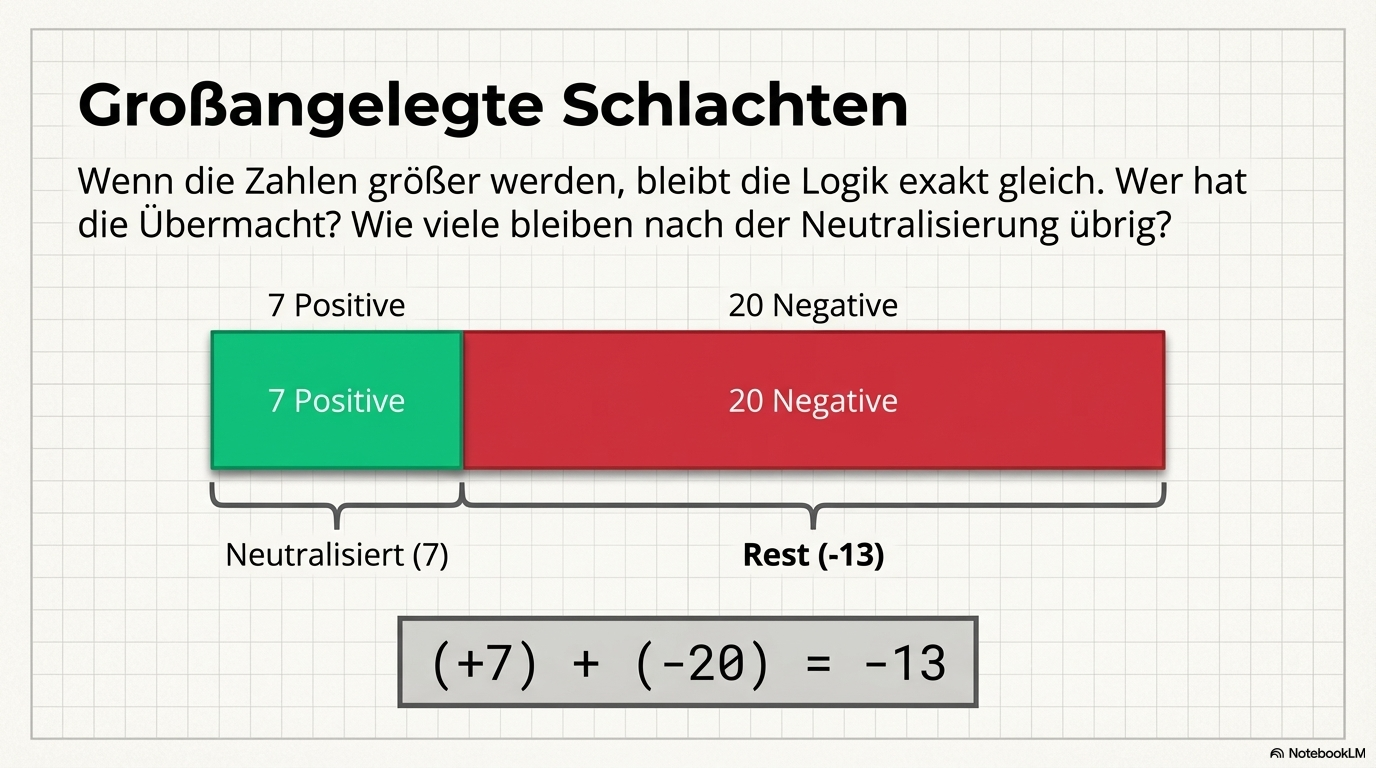 Großangelegte Schlachten
Wenn die Zahlen größer werden, bleibt die Logik exakt gleich. Wer hat
die Übermacht? Wie viele bleiben nach der Neutralisierung übrig?
7 Positive
20 Negative
7 Positive
20 Negative
Neutralisiert (7)
Rest (-13)
(+7) + (-20) = -13
NotebookLM